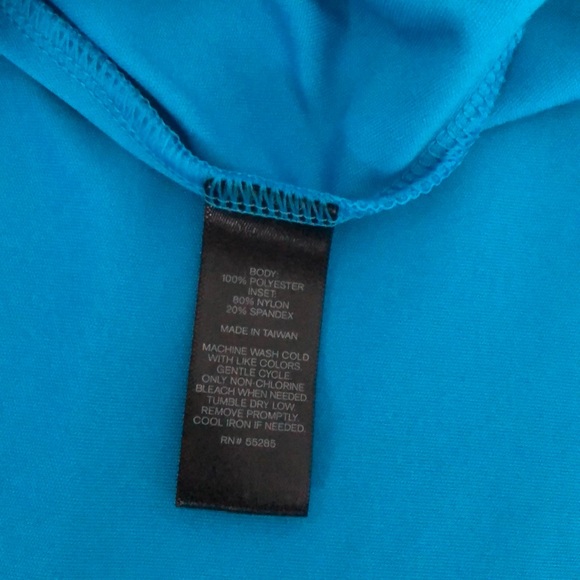 BODY:
100% POLYESTER
INSET:
80% NYLON
20% SPANDEX
MADE IN TAIWAN
MACHINE WASH COLD
WITH LIKE COLORS.
GENTLE CYCLE.
ONLY NON-CHLORINE
BLEACH WHEN NEEDED.
TUMBLE DRY LOW.
REMOVE PROMPTLY.
COOL IRON IF NEEDED.
RN# 55285